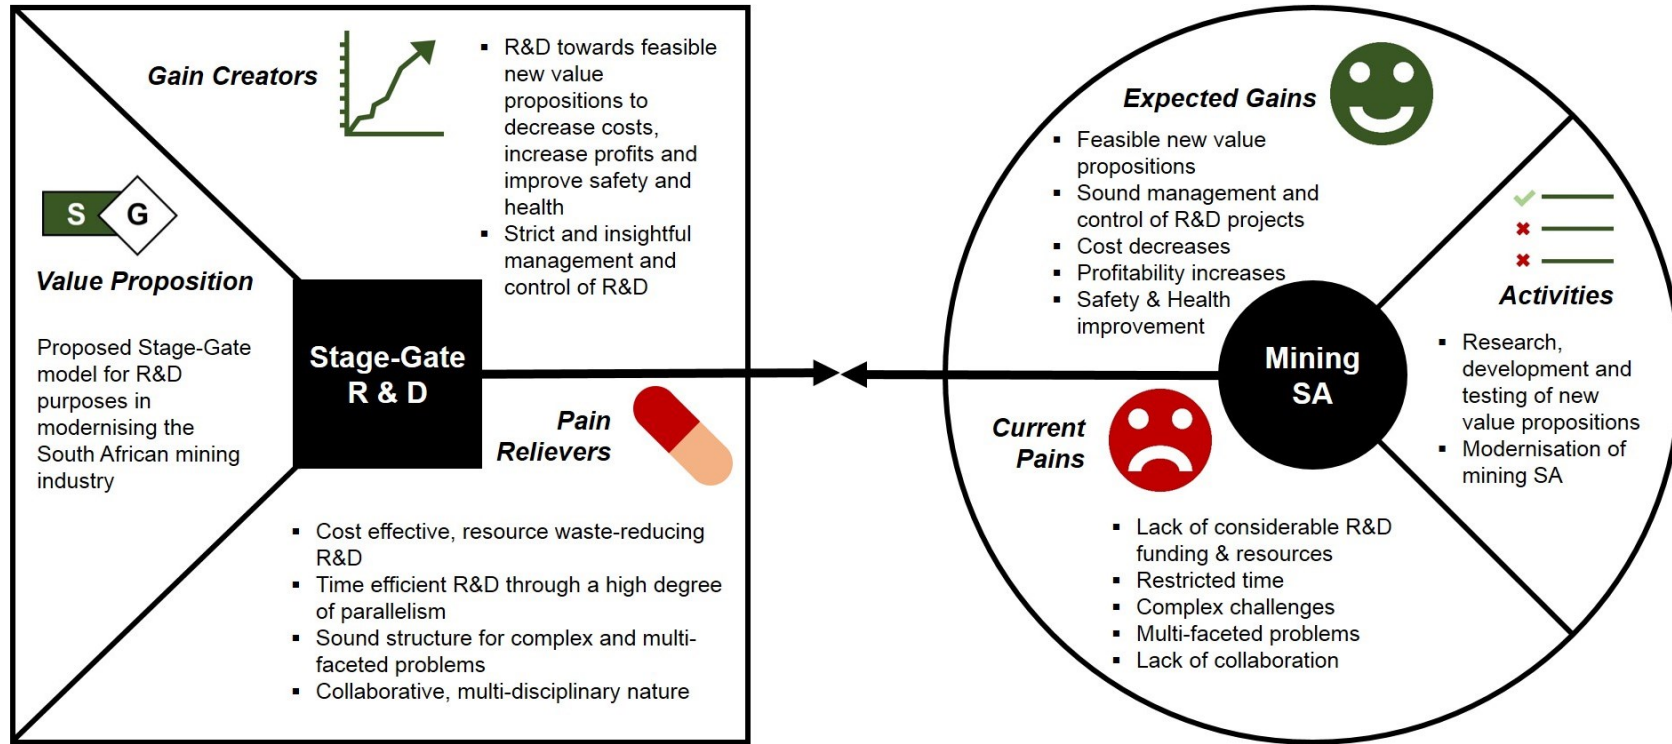 Gain Creators
▪ R&D towards feasible
new value
propositions to
decrease costs,
increase profits and
improve safety and
health
▪ Strict and insightful
management and
control of R&D
S G
Value Proposition
Proposed Stage-Gate
model for R&D
purposes in
modernising the
South African mining
industry
Stage-Gate
R & D
Pain
Relievers
▪ Cost effective, resource waste-reducing
R&D
▪ Time efficient R&D through a high degree
of parallelism
▪ Sound structure for complex and multi-
faceted problems
▪ Collaborative, multi-disciplinary nature
Expected Gains
▪ Feasible new value
propositions
▪ Sound management and
control of R&D projects
▪ Cost decreases
▪ Profitability increases
▪ Safety & Health
improvement
Mining
SA
Activities
▪ Research,
development and
testing of new
value propositions
▪ Modernisation of
mining SA
Current
Pains
▪ Lack of considerable R&D
funding & resources
▪ Restricted time
▪ Complex challenges
▪ Multi-faceted problems
▪ Lack of collaboration